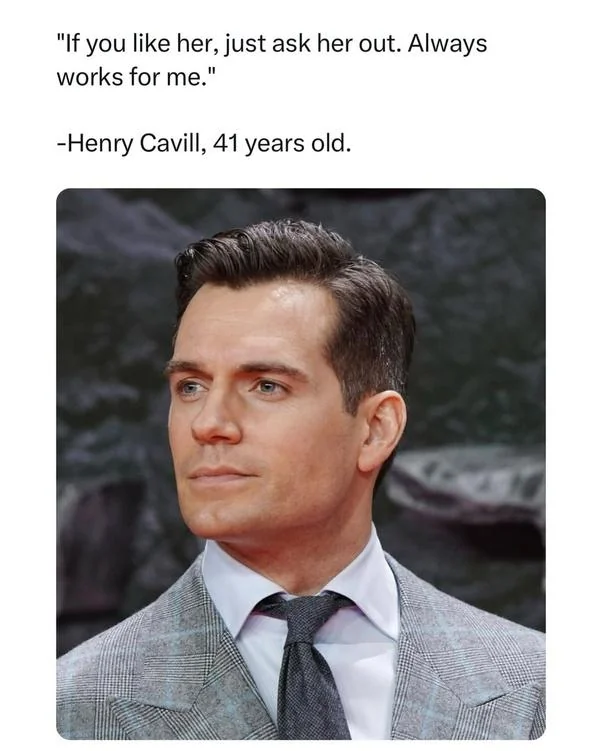 "If you like her, just ask her out. Always
works for me."
-Henry Cavill, 41 years old.